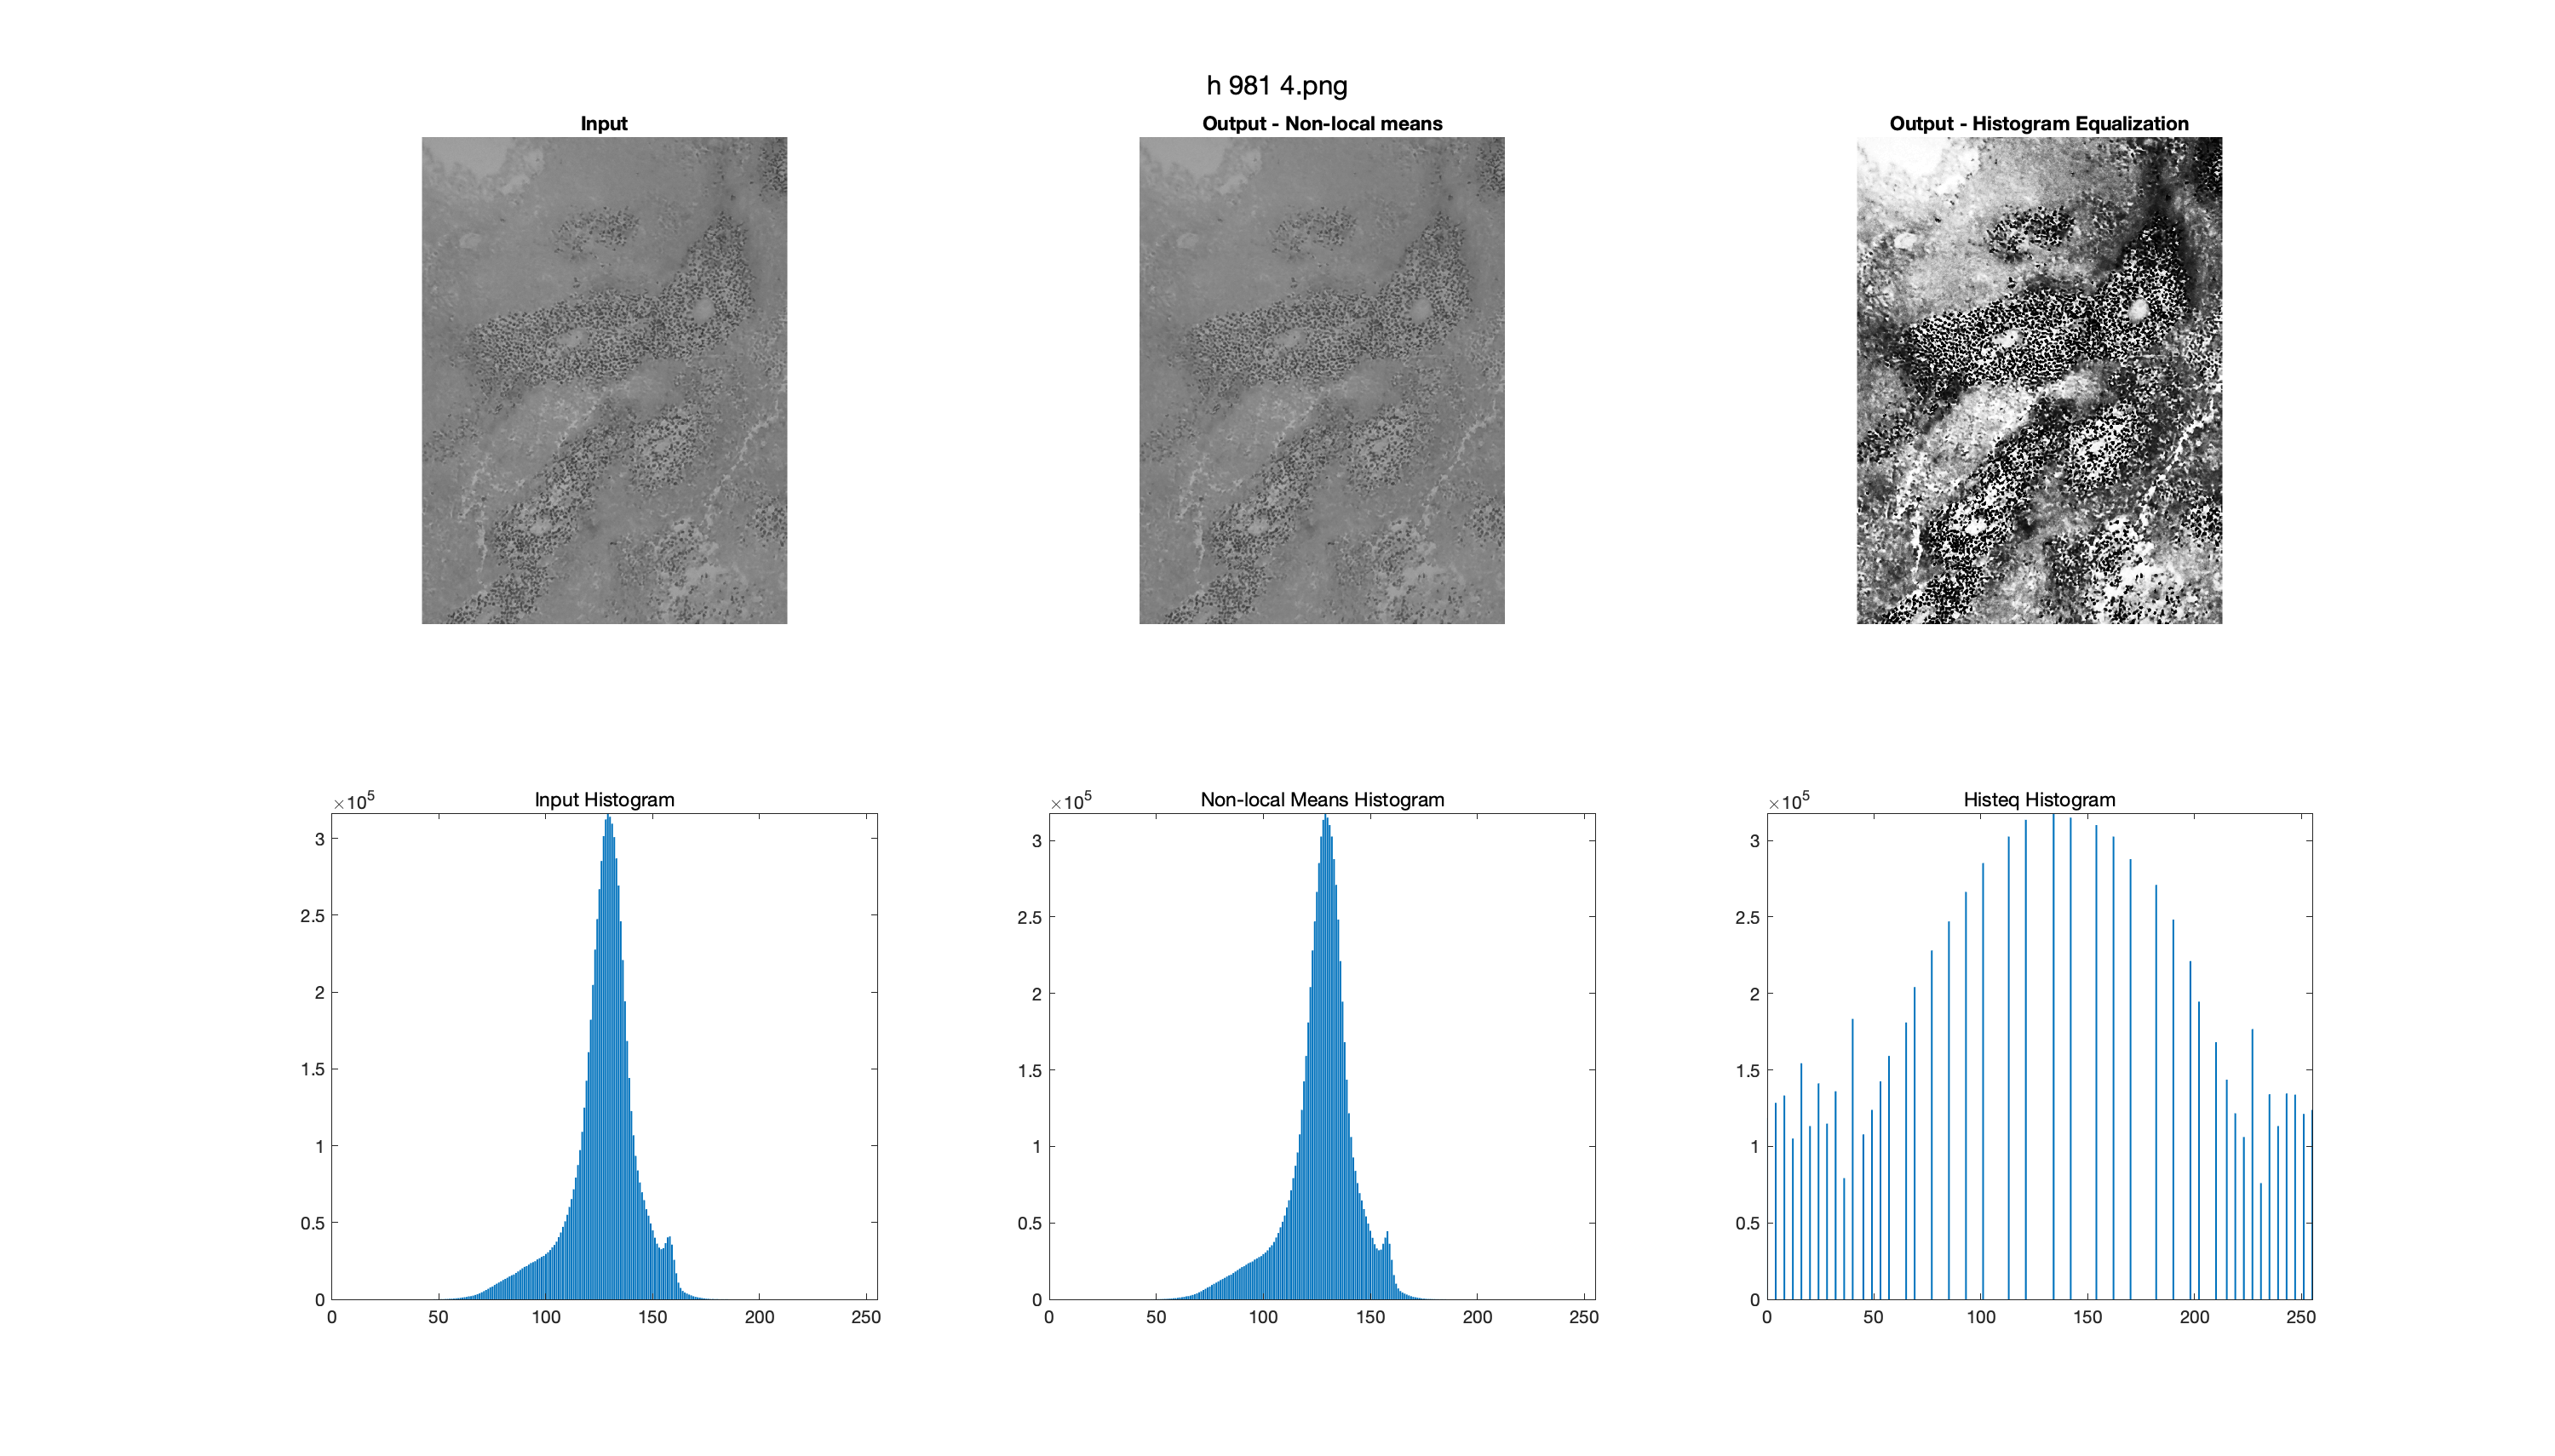 h 981 4.png
Input
Output - Non-local means
Output - Histogram Equalization
×10⁵
Input Histogram
3
2.5
2
1.5
1
0.5
0
0 50 100 150 200 250
×10⁵
Non-local Means Histogram
3
2.5
2
1.5
1
0.5
0
0 50 100 150 200 250
×10⁵
Histeq Histogram
3
2.5
2
1.5
1
0.5
0
0 50 100 150 200 250